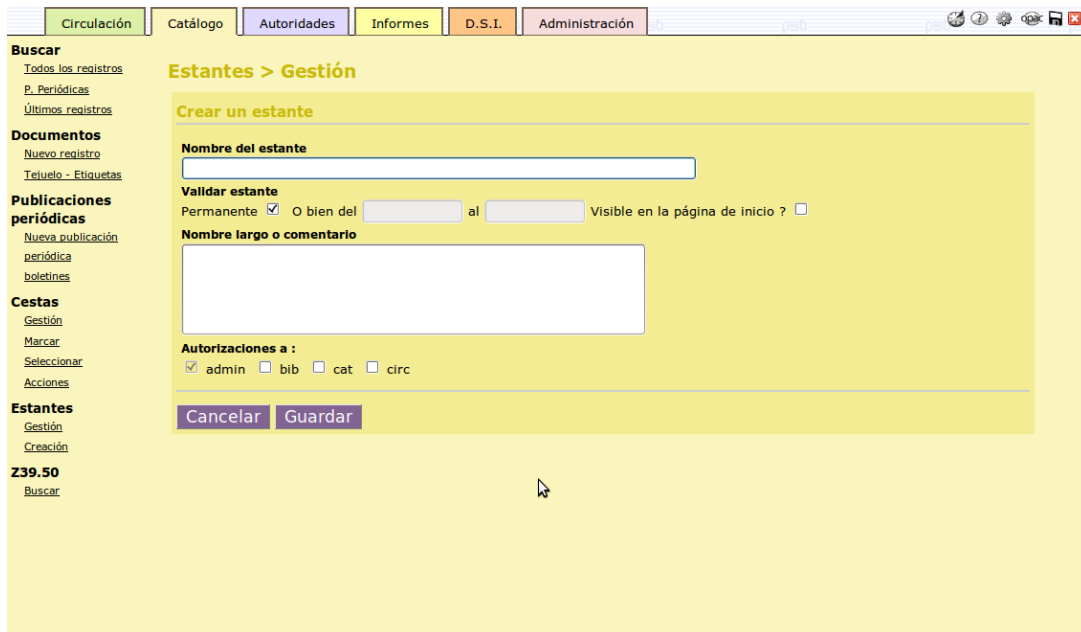 Circulación
Catálogo
Autoridades
Informes
D.S.I.
Administración
opac
Buscar
Todos los registros
P. Periódicas
Últimos registros
Documentos
Nuevo registro
Tejuelo - Etiquetas
Publicaciones
periódicas
Nueva publicación
periódica
boletines
Cestas
Gestión
Marcar
Seleccionar
Acciones
Estantes
Gestión
Creación
Z39.50
Buscar
Estantes > Gestión
Crear un estante
Nombre del estante
Validar estante
Permanente O bien del al Visible en la página de inicio ?
Nombre largo o comentario
Autorizaciones a :
admin bib cat circ
Cancelar Guardar